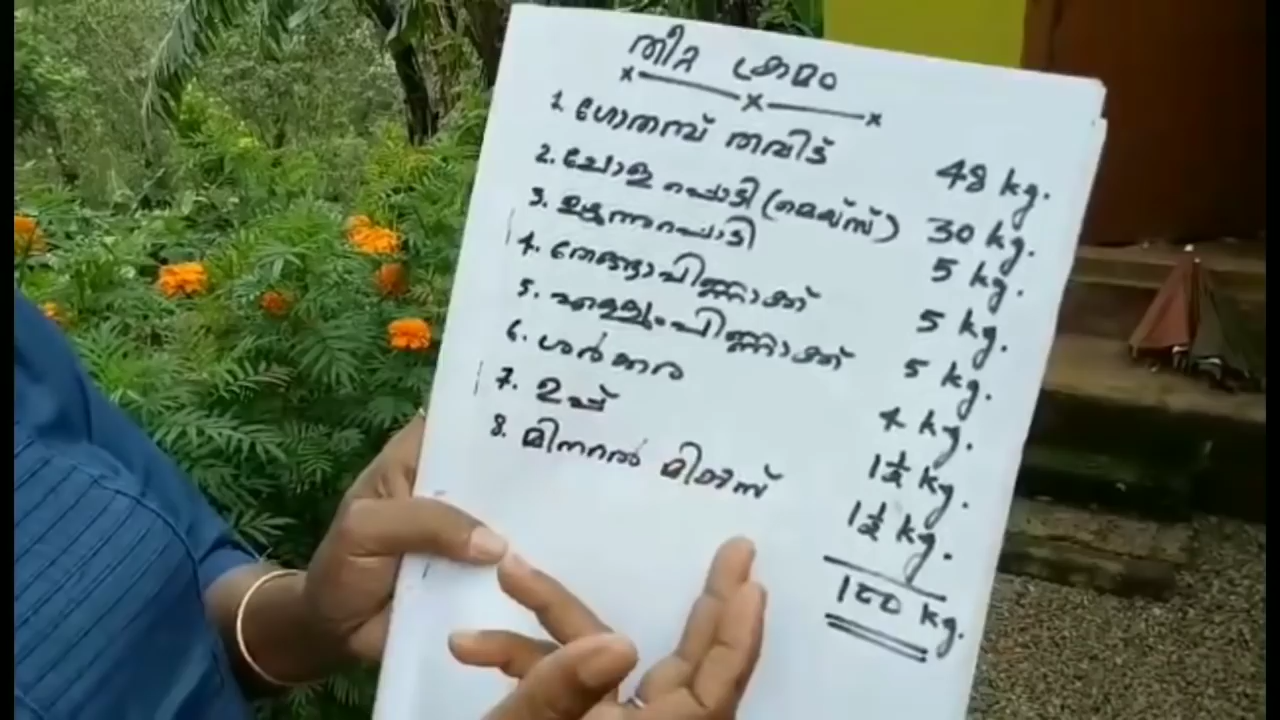 തീറ്റ ക്രമം
1. ഗോതമ്പ് തവിട് 48 kg.
2. ചോള പ്പൊടി (മെയ്സ്) 30 kg.
3. ഉഴുന്നുപൊടി 5 kg.
4. തേങ്ങാപിണ്ണാക്ക് 5 kg.
5. എള്ളുംപിണ്ണാക്ക് 5 kg.
6. ശർക്കര 4 kg.
7. ഉപ്പ് 1½ kg.
8. മിനറൽ മിക്സ് 1½ kg.
100 kg.